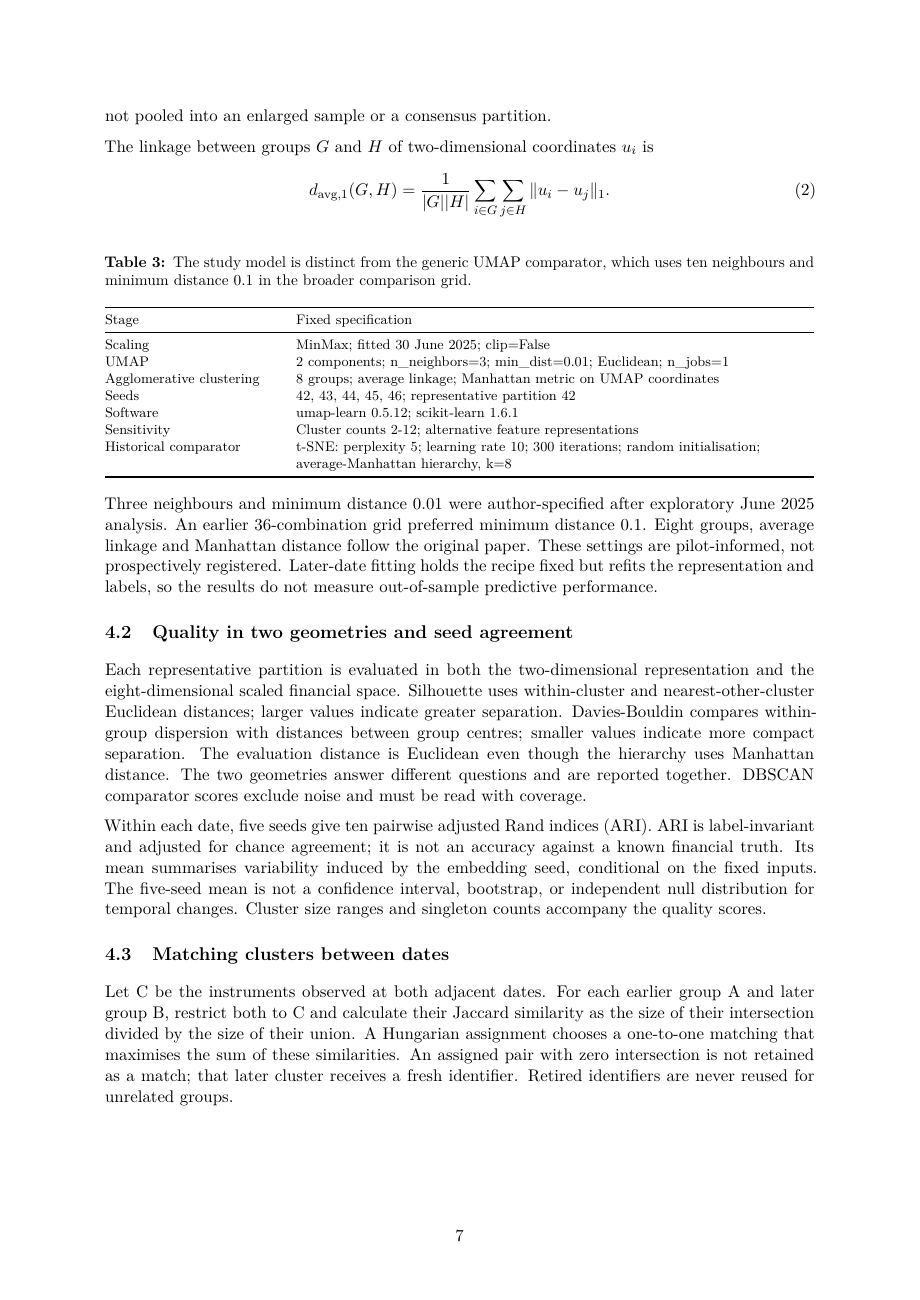 not pooled into an enlarged sample or a consensus partition.
The linkage between groups G and H of two-dimensional coordinates u_i is
d_{avg,1}(G, H) = \frac{1}{|G||H|} \sum_{i∈G} \sum_{j∈H} ‖u_i − u_j‖_1. (2)
Table 3: The study model is distinct from the generic UMAP comparator, which uses ten neighbours and
minimum distance 0.1 in the broader comparison grid.
Stage Fixed specification
Scaling MinMax; fitted 30 June 2025; clip=False
UMAP 2 components; n_neighbors=3; min_dist=0.01; Euclidean; n_jobs=1
Agglomerative clustering 8 groups; average linkage; Manhattan metric on UMAP coordinates
Seeds 42, 43, 44, 45, 46; representative partition 42
Software umap-learn 0.5.12; scikit-learn 1.6.1
Sensitivity Cluster counts 2-12; alternative feature representations
Historical comparator t-SNE: perplexity 5; learning rate 10; 300 iterations; random initialisation;
average-Manhattan hierarchy, k=8
Three neighbours and minimum distance 0.01 were author-specified after exploratory June 2025
analysis. An earlier 36-combination grid preferred minimum distance 0.1. Eight groups, average
linkage and Manhattan distance follow the original paper. These settings are pilot-informed, not
prospectively registered. Later-date fitting holds the recipe fixed but refits the representation and
labels, so the results do not measure out-of-sample predictive performance.
4.2 Quality in two geometries and seed agreement
Each representative partition is evaluated in both the two-dimensional representation and the
eight-dimensional scaled financial space. Silhouette uses within-cluster and nearest-other-cluster
Euclidean distances; larger values indicate greater separation. Davies-Bouldin compares within-
group dispersion with distances between group centres; smaller values indicate more compact
separation. The evaluation distance is Euclidean even though the hierarchy uses Manhattan
distance. The two geometries answer different questions and are reported together. DBSCAN
comparator scores exclude noise and must be read with coverage.
Within each date, five seeds give ten pairwise adjusted Rand indices (ARI). ARI is label-invariant
and adjusted for chance agreement; it is not an accuracy against a known financial truth. Its
mean summarises variability induced by the embedding seed, conditional on the fixed inputs.
The five-seed mean is not a confidence interval, bootstrap, or independent null distribution for
temporal changes. Cluster size ranges and singleton counts accompany the quality scores.
4.3 Matching clusters between dates
Let C be the instruments observed at both adjacent dates. For each earlier group A and later
group B, restrict both to C and calculate their Jaccard similarity as the size of their intersection
divided by the size of their union. A Hungarian assignment chooses a one-to-one matching that
maximises the sum of these similarities. An assigned pair with zero intersection is not retained
as a match; that later cluster receives a fresh identifier. Retired identifiers are never reused for
unrelated groups.
7